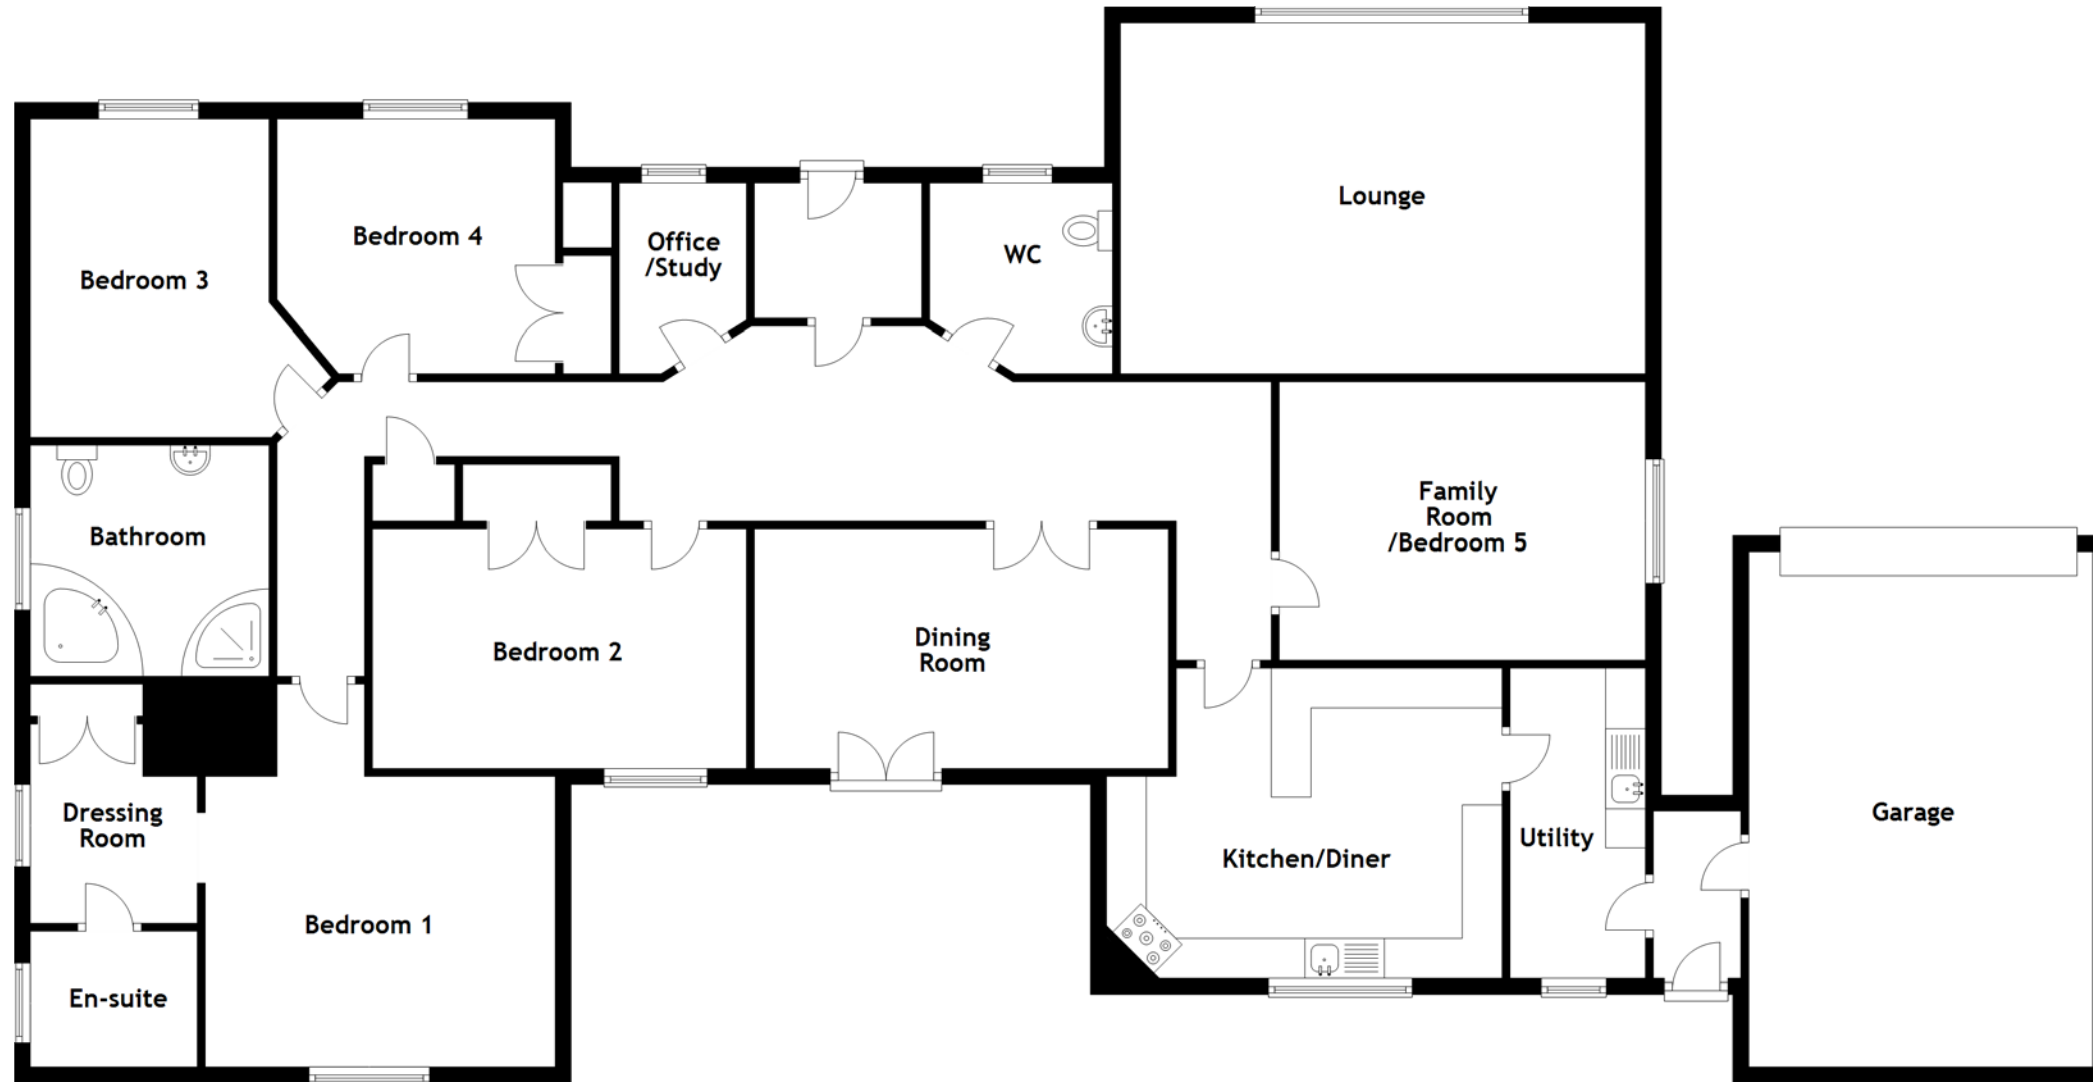 Lounge
Bedroom 4
Office
/Study
WC
Bedroom 3
Family
Room
/Bedroom 5
Bathroom
Bedroom 2
Dining
Room
Dressing
Room
Kitchen/Diner
Utility
Garage
Bedroom 1
En-suite